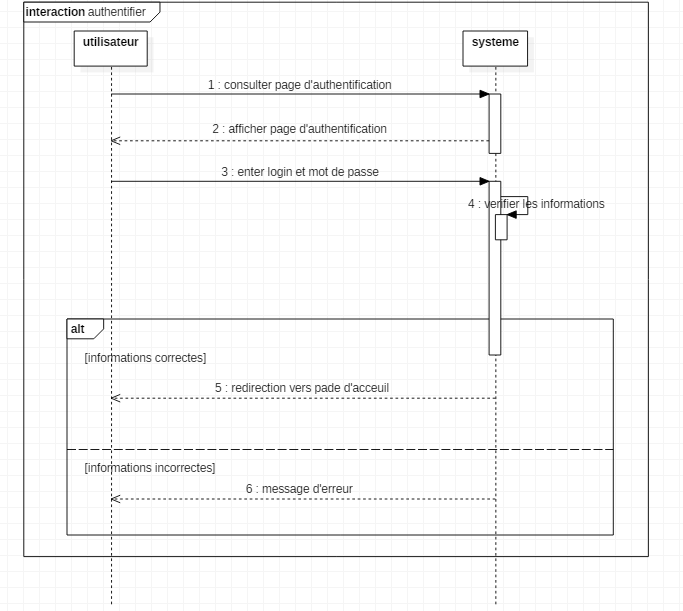 interaction authentifier
utilisateur
systeme
1 : consulter page d'authentification
2 : afficher page d'authentification
3 : enter login et mot de passe
4 : verifier les informations
alt
[informations correctes]
5 : redirection vers pade d'acceuil
[informations incorrectes]
6 : message d'erreur